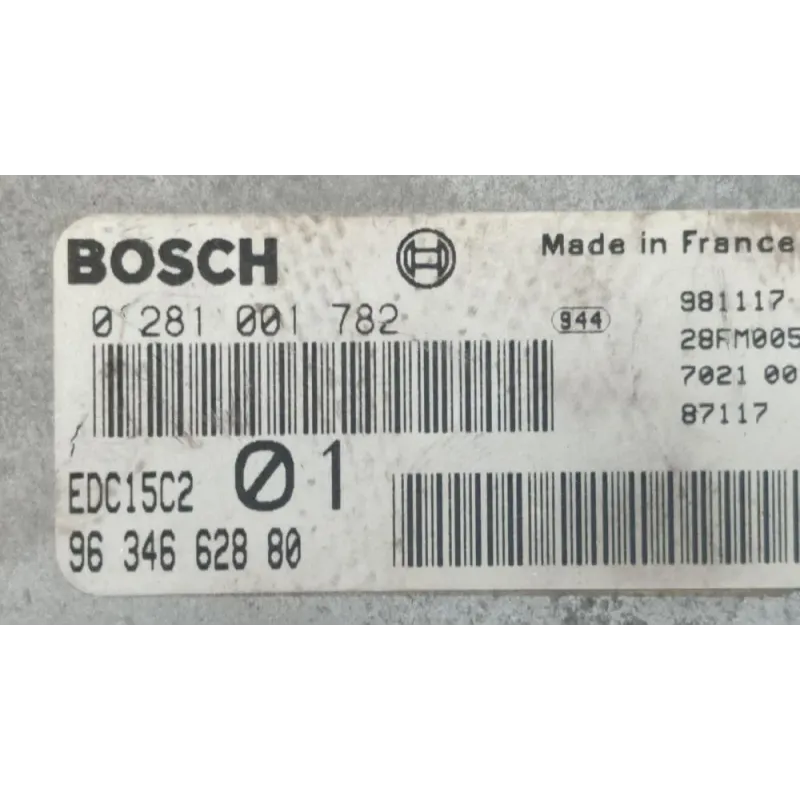 BOSCH
Made in France
0 281 001 782
944
981117
28FM005
7021 00
87117
EDC15C2 01
96 346 628 80